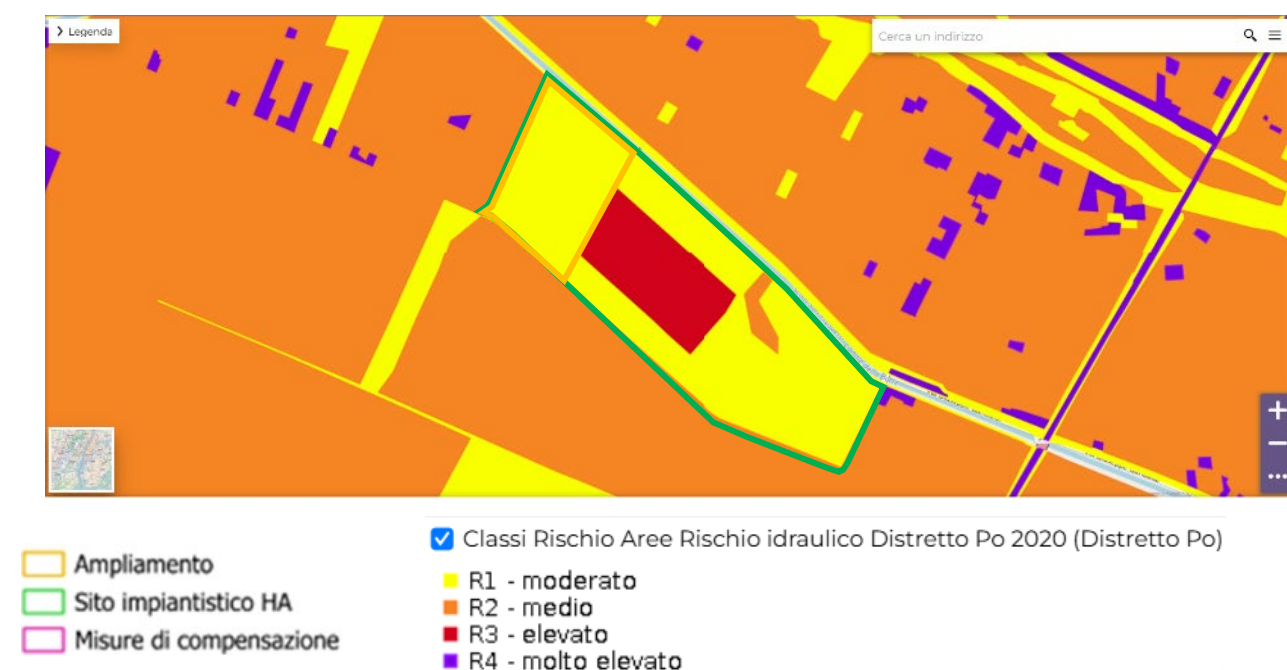 Legenda
Cerca un indirizzo
Ampliamento
Sito impiantistico HA
Misure di compensazione
Classi Rischio Aree Rischio idraulico Distretto Po 2020 (Distretto Po)
R1 - moderato
R2 - medio
R3 - elevato
R4 - molto elevato